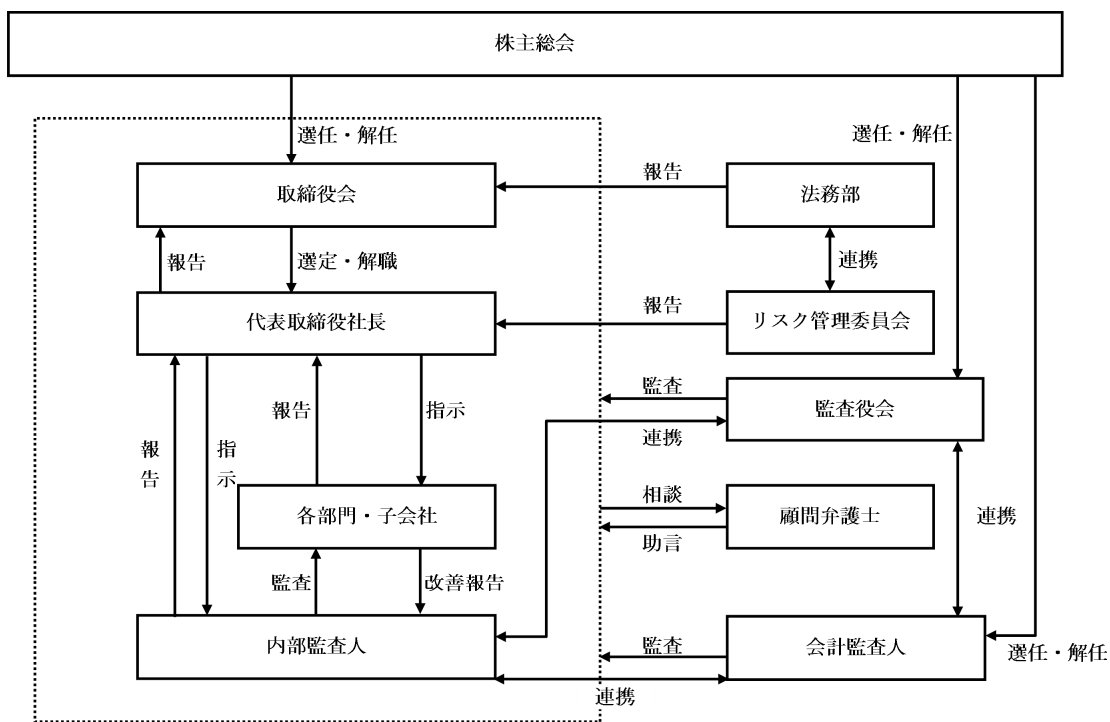 株主総会
選任・解任
選任・解任
取締役会
報告
法務部
報告
選定・解職
連携
代表取締役社長
報告
リスク管理委員会
監査
監査役会
報告
指示
連携
報告
指示
各部門・子会社
相談
顧問弁護士
助言
連携
監査
改善報告
内部監査人
監査
会計監査人
選任・解任
連携